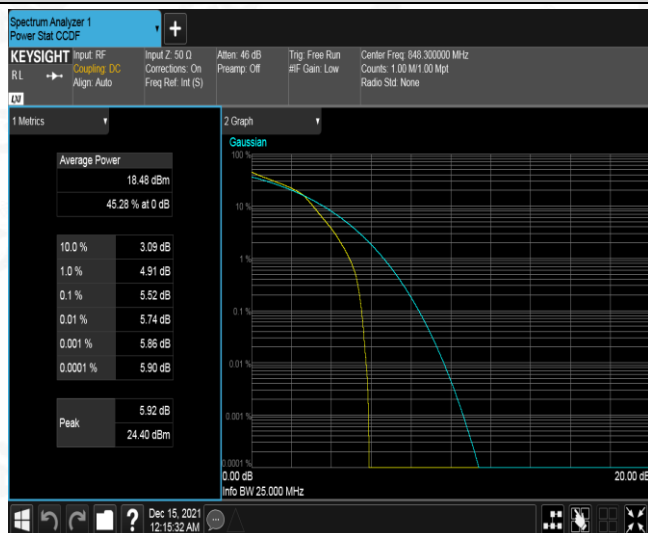 Spectrum Analyzer 1
Power Stat CCDF
KEYSIGHT
RL
LXI
Input: RF
Coupling: DC
Align: Auto
Input Z: 50 Ω
Corrections: On
Freq Ref: Int (S)
Atten: 46 dB
Preamp: Off
Trig: Free Run
#IF Gain: Low
Center Freq: 848.300000 MHz
Counts: 1.00 M/1.00 Mpt
Radio Std: None
1 Metrics
Average Power
18.48 dBm
45.28 % at 0 dB
10.0 % 3.09 dB
1.0 % 4.91 dB
0.1 % 5.52 dB
0.01 % 5.74 dB
0.001 % 5.86 dB
0.0001 % 5.90 dB
Peak
5.92 dB
24.40 dBm
2 Graph
Gaussian
100 %
10 %
1 %
0.1 %
0.01 %
0.001 %
0.0001 %
0.00 dB
20.00 dB
Info BW 25.000 MHz
Dec 15, 2021
12:15:32 AM